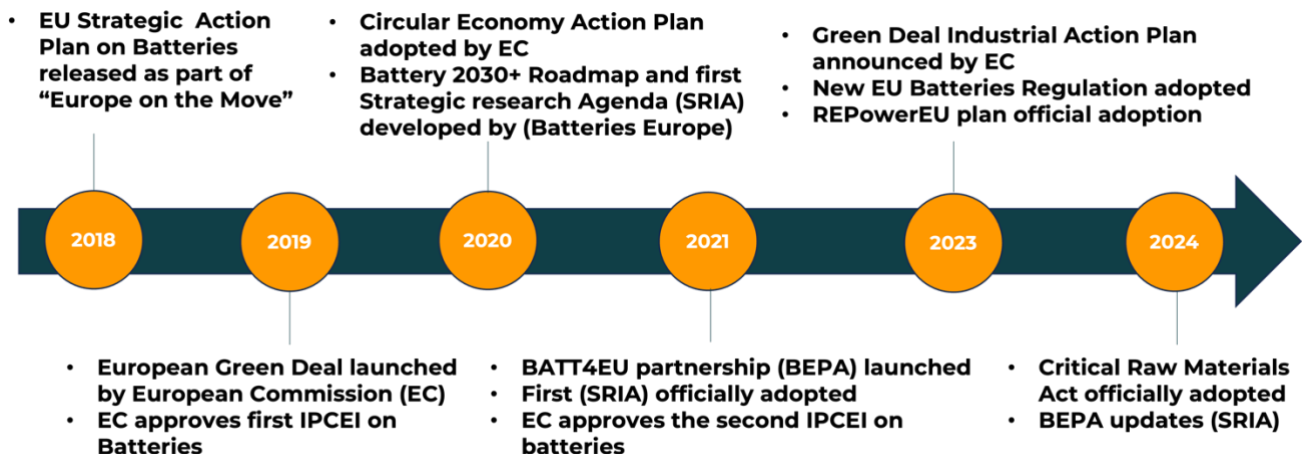 • EU Strategic Action
Plan on Batteries
released as part of
“Europe on the Move”
• Circular Economy Action Plan
adopted by EC
• Battery 2030+ Roadmap and first
Strategic research Agenda (SRIA)
developed by (Batteries Europe)
• Green Deal Industrial Action Plan
announced by EC
• New EU Batteries Regulation adopted
• REPowerEU plan official adoption
2018
2019
2020
2021
2023
2024
• European Green Deal launched
by European Commission (EC)
• EC approves first IPCEI on
Batteries
• BATT4EU partnership (BEPA) launched
• First (SRIA) officially adopted
• EC approves the second IPCEI on
batteries
• Critical Raw Materials
Act officially adopted
• BEPA updates (SRIA)